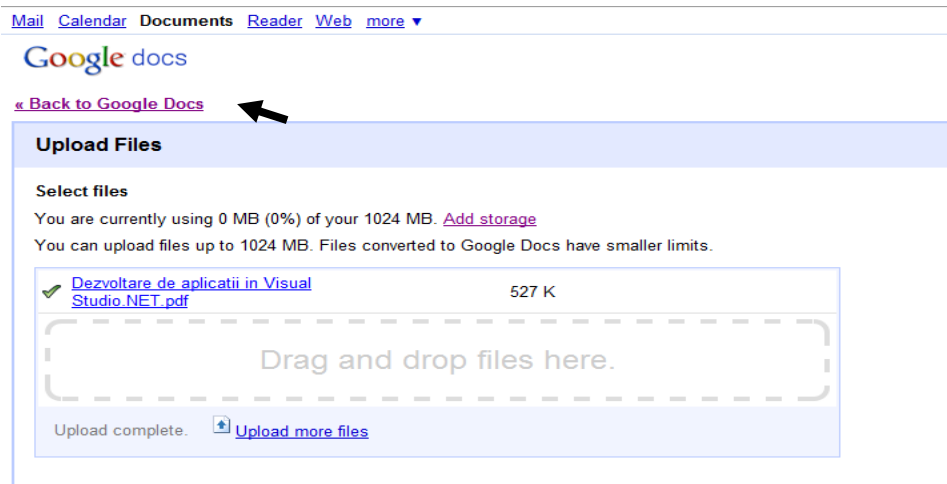 Mail Calendar Documents Reader Web more ▼
Google docs
« Back to Google Docs
Upload Files
Select files
You are currently using 0 MB (0%) of your 1024 MB. Add storage
You can upload files up to 1024 MB. Files converted to Google Docs have smaller limits.
Dezvoltare de aplicatii in Visual
Studio.NET.pdf
527 K
Drag and drop files here.
Upload complete. Upload more files